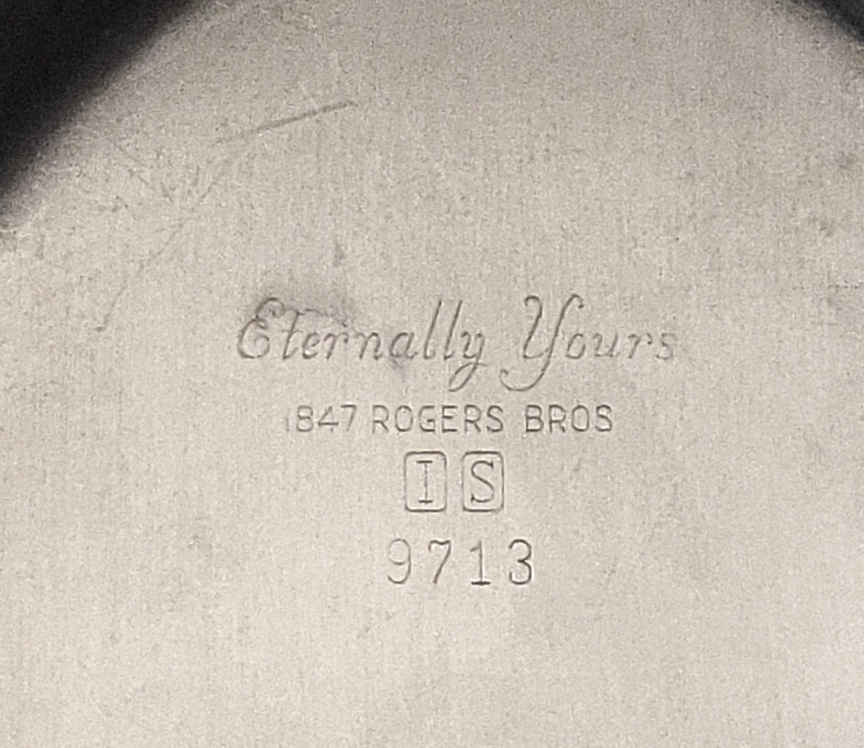 Eternally Yours
1847 ROGERS BROS
I S
9713